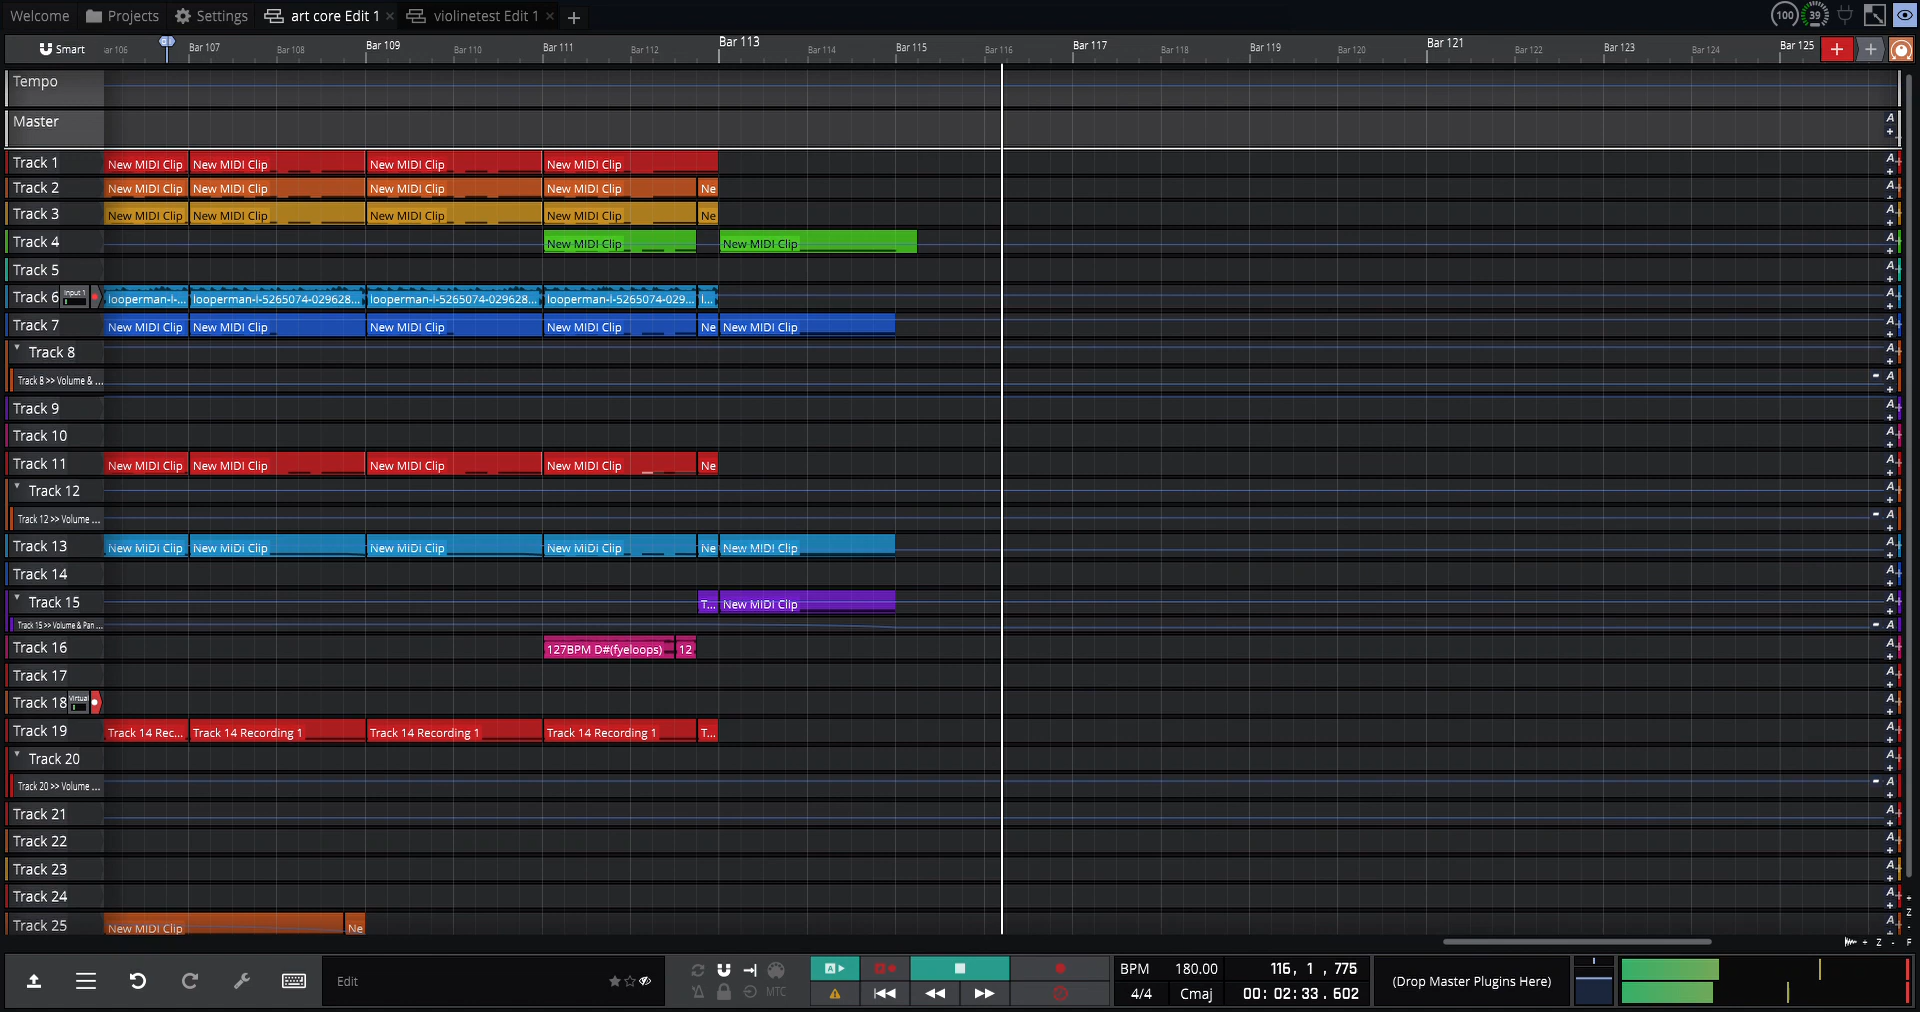 Welcome Projects Settings art core Edit 1 × violinetest Edit 1 × +
100 39
Smart ar 106 Bar 107 Bar 108 Bar 109 Bar 110 Bar 111 Bar 112 Bar 113 Bar 114 Bar 115 Bar 116 Bar 117 Bar 118 Bar 119 Bar 120 Bar 121 Bar 122 Bar 123 Bar 124 Bar 125
Tempo
Master
Track 1 New MIDI Clip New MIDI Clip New MIDI Clip New MIDI Clip
Track 2 New MIDI Clip New MIDI Clip New MIDI Clip New MIDI Clip Ne
Track 3 New MIDI Clip New MIDI Clip New MIDI Clip New MIDI Clip Ne
Track 4 New MIDI Clip New MIDI Clip
Track 5
Track 6 Input 1 looperman-l-... looperman-l-5265074-029628... looperman-l-5265074-029628... looperman-l-5265074-029... l...
Track 7 New MIDI Clip New MIDI Clip New MIDI Clip New MIDI Clip Ne New MIDI Clip
Track 8
Track 8 >> Volume & ...
Track 9
Track 10
Track 11 New MIDI Clip New MIDI Clip New MIDI Clip New MIDI Clip Ne
Track 12
Track 12 >> Volume ...
Track 13 New MIDI Clip New MIDI Clip New MIDI Clip New MIDI Clip Ne New MIDI Clip
Track 14
Track 15 T... New MIDI Clip
Track 15 >> Volume & Pan ...
Track 16 127BPM D#(fyeloops) 12
Track 17
Track 18 Virtual
Track 19 Track 14 Rec... Track 14 Recording 1 Track 14 Recording 1 Track 14 Recording 1 T...
Track 20
Track 20 >> Volume ...
Track 21
Track 22
Track 23
Track 24
Track 25 New MIDI Clip Ne
Edit
MTC
BPM 180.00 116, 1 , 775
4/4 Cmaj 00: 02: 33. 602
(Drop Master Plugins Here)